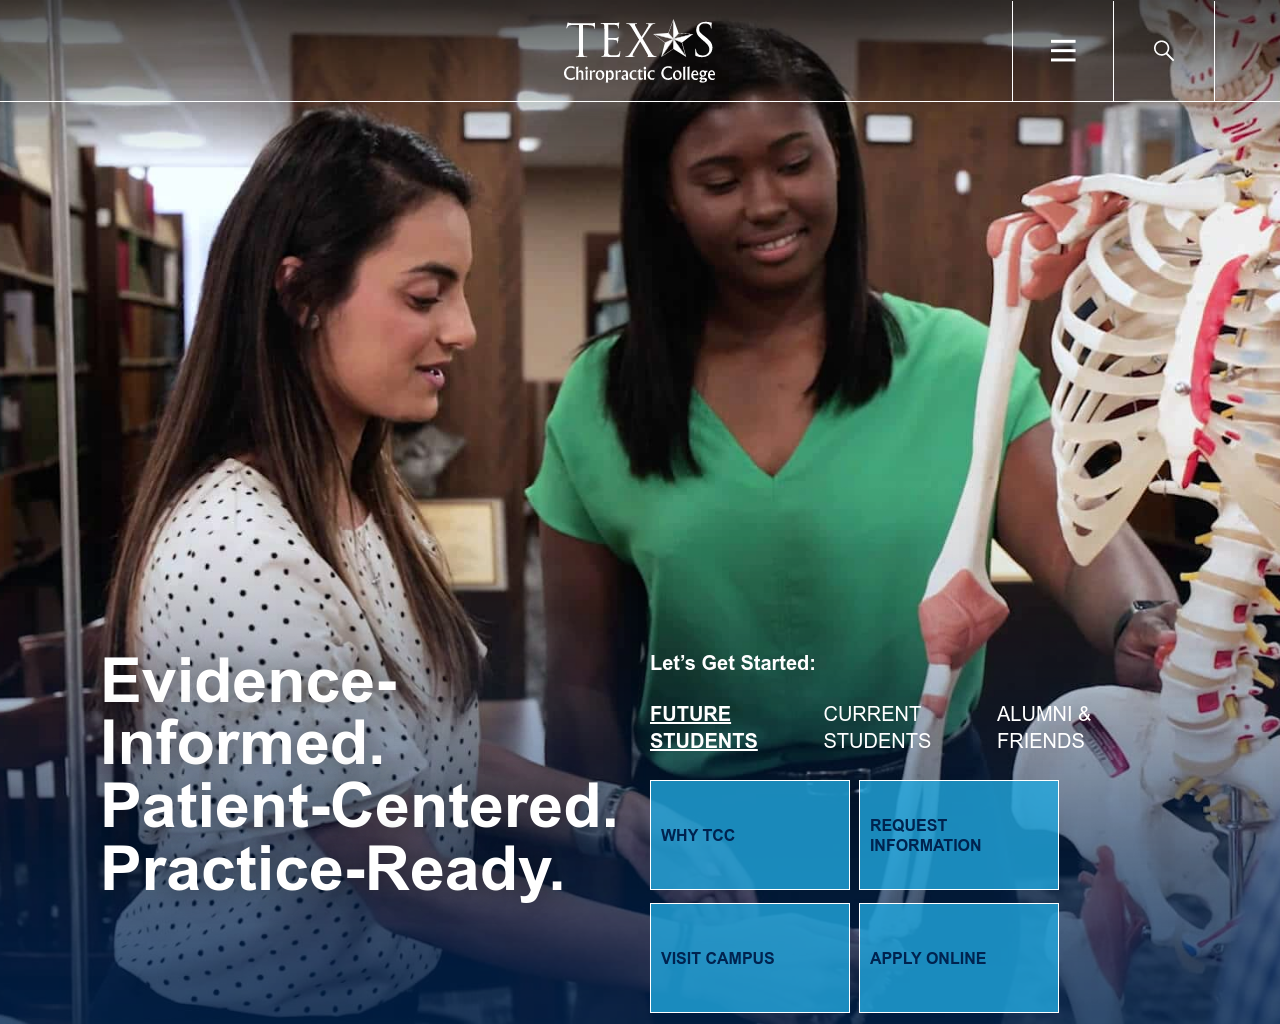 TEXAS
Chiropractic College
Evidence-
Informed.
Patient-Centered.
Practice-Ready.
Let’s Get Started:
FUTURE
STUDENTS
CURRENT
STUDENTS
ALUMNI &
FRIENDS
WHY TCC
REQUEST
INFORMATION
VISIT CAMPUS
APPLY ONLINE